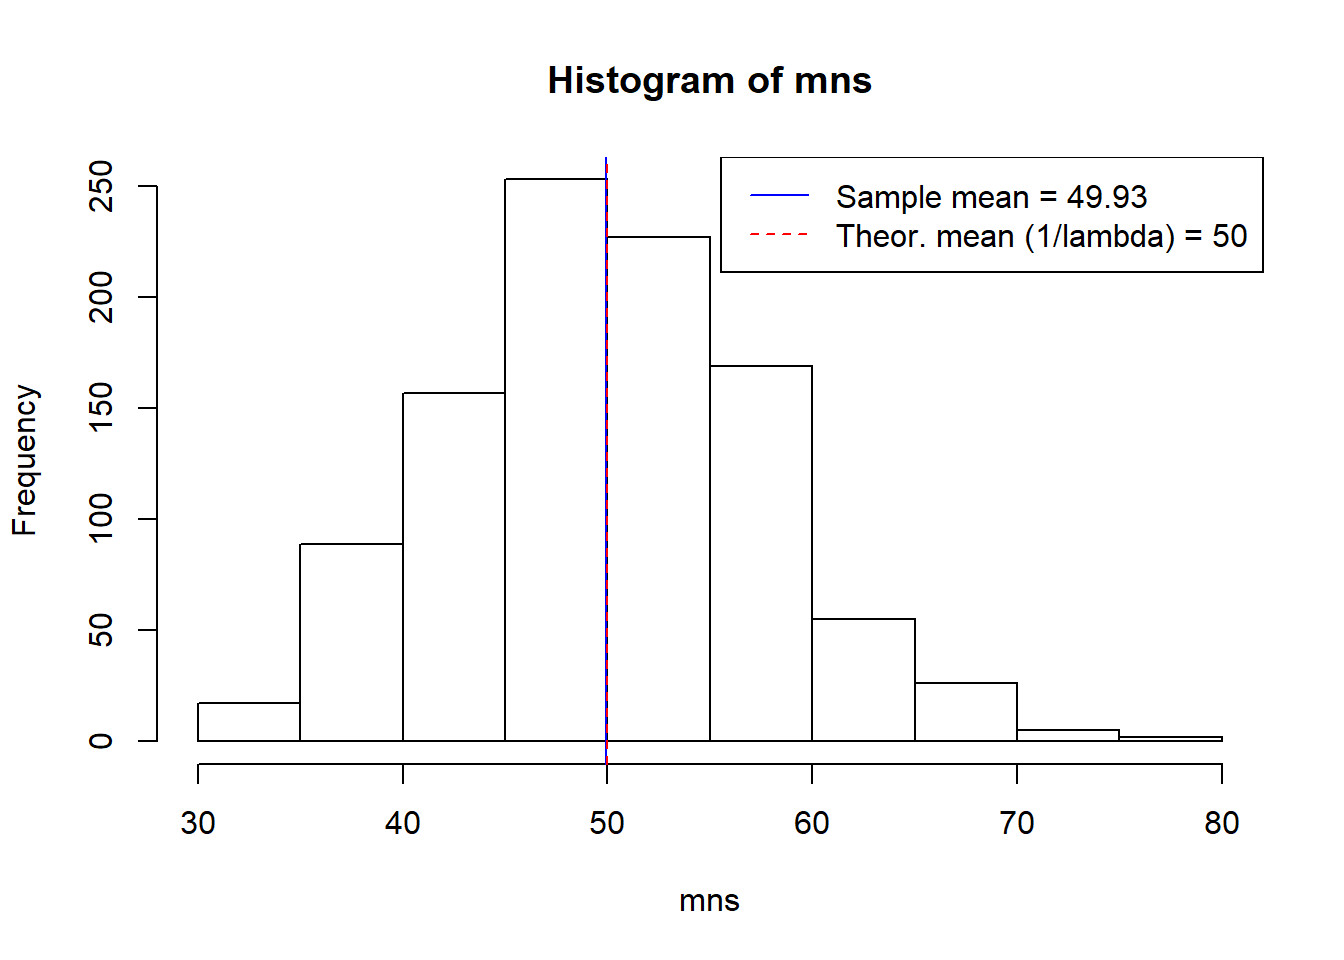 Histogram of mns
Sample mean = 49.93
Theor. mean (1/lambda) = 50
Frequency
250
200
150
100
50
0
30 40 50 60 70 80
mns